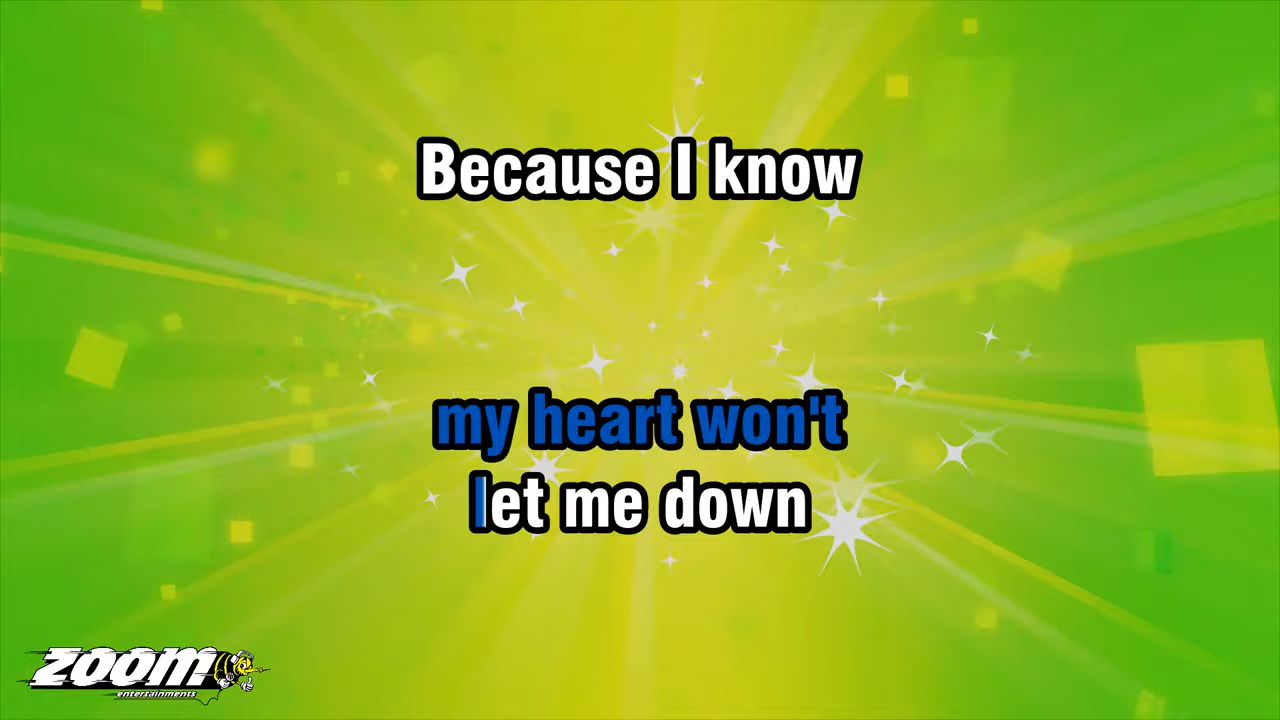 Because I know
my heart won't
let me down
ZOOM
entertainments